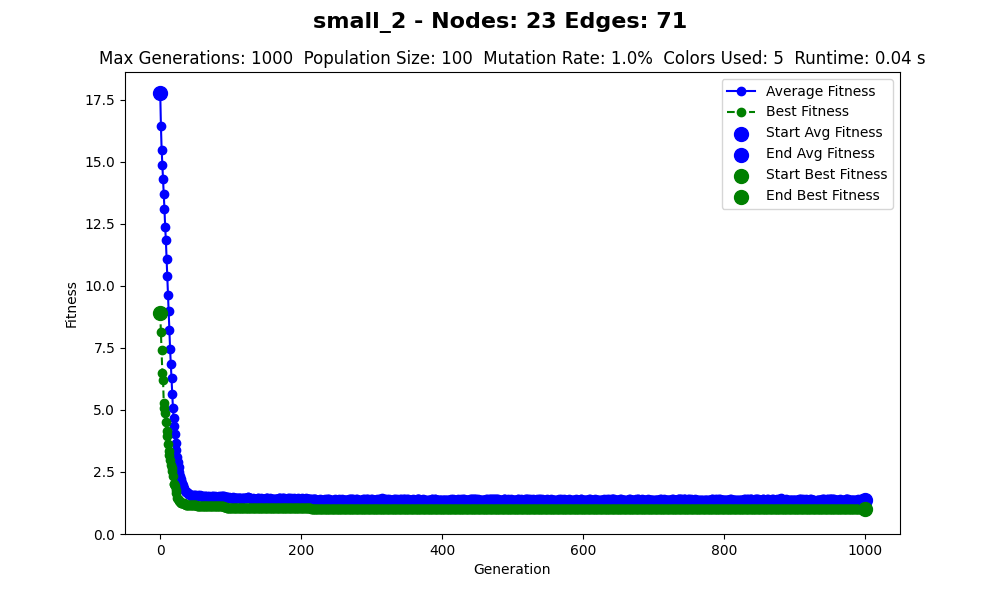 small_2 - Nodes: 23 Edges: 71
Max Generations: 1000  Population Size: 100  Mutation Rate: 1.0%  Colors Used: 5  Runtime: 0.04 s
Average Fitness
Best Fitness
Start Avg Fitness
End Avg Fitness
Start Best Fitness
End Best Fitness
17.5
15.0
12.5
10.0
7.5
5.0
2.5
0.0
Fitness
0 200 400 600 800 1000
Generation